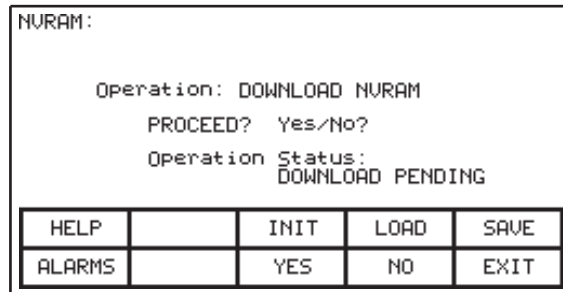 NVRAM:
Operation: DOWNLOAD NVRAM
PROCEED? Yes/No?
Operation Status:
DOWNLOAD PENDING
HELP INIT LOAD SAVE
ALARMS YES NO EXIT